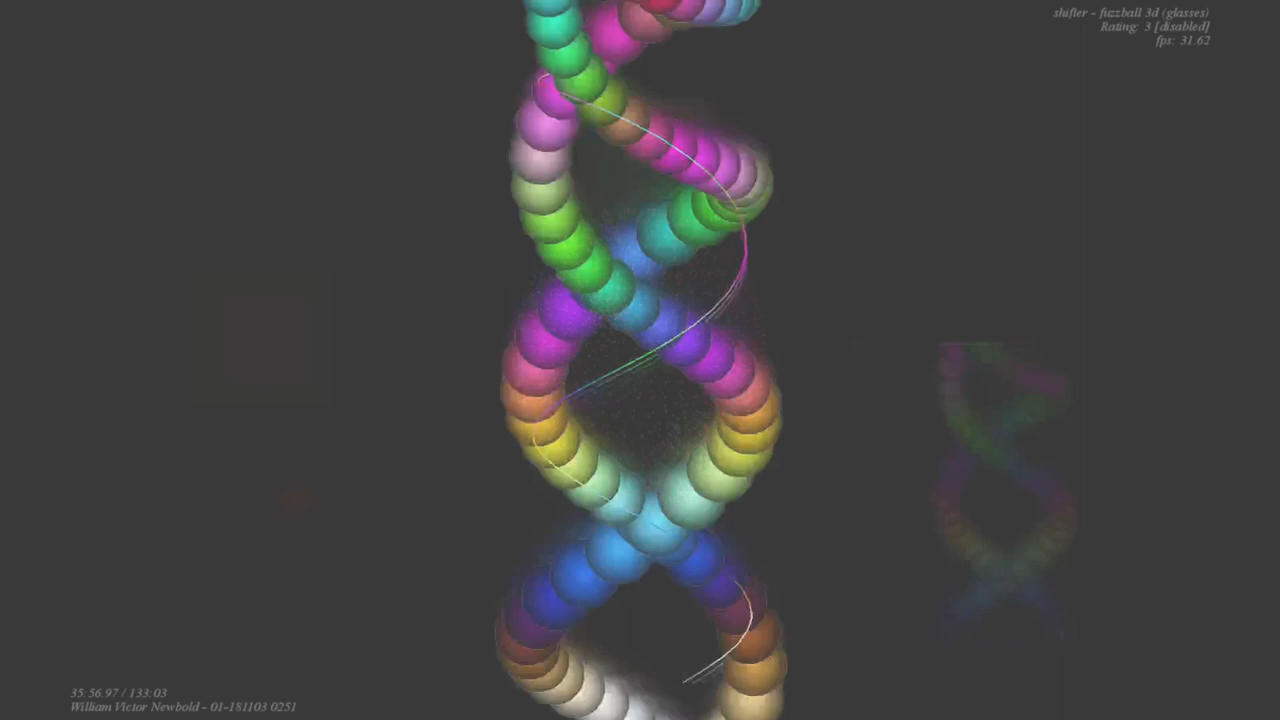 shifter - fuzzball 3d (glasses)
Rating: 3 [disabled]
fps: 31.62
35:56.97 / 133:03
William Victor Newbold - 01-181103 0251